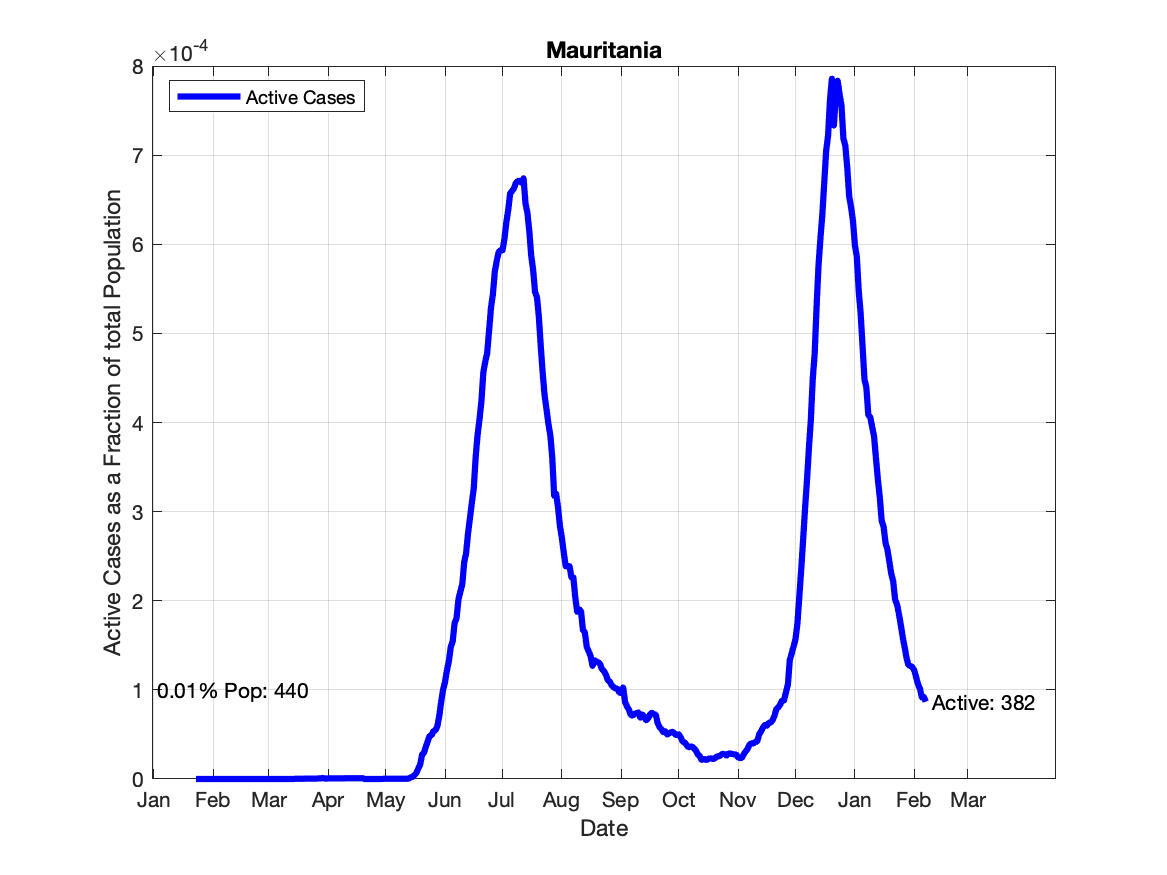 Mauritania
×10-4
Active Cases
8
7
6
5
4
3
2
1
0
Active Cases as a Fraction of total Population
0.01% Pop: 440
Active: 382
Jan Feb Mar Apr May Jun Jul Aug Sep Oct Nov Dec Jan Feb Mar
Date